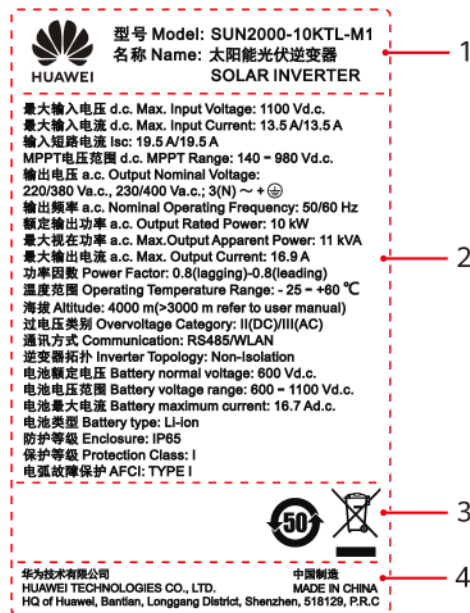 HUAWEI
型号 Model: SUN2000-10KTL-M1
名称 Name: 太阳能光伏逆变器
SOLAR INVERTER
1
最大输入电压 d.c. Max. Input Voltage: 1100 Vd.c.
最大输入电流 d.c. Max. Input Current: 13.5 A/13.5 A
输入短路电流 Isc: 19.5 A/19.5 A
MPPT电压范围 d.c. MPPT Range: 140 – 980 Vd.c.
输出电压 a.c. Output Nominal Voltage:
220/380 Va.c., 230/400 Va.c.; 3(N) ~ + ⏚
输出频率 a.c. Nominal Operating Frequency: 50/60 Hz
额定输出功率 a.c. Output Rated Power: 10 kW
最大视在功率 a.c. Max.Output Apparent Power: 11 kVA
最大输出电流 a.c. Max. Output Current: 16.9 A
功率因数 Power Factor: 0.8(lagging)-0.8(leading)
温度范围 Operating Temperature Range: - 25 – +60 ℃
海拔 Altitude: 4000 m(>3000 m refer to user manual)
过电压类别 Overvoltage Category: II(DC)/III(AC)
通讯方式 Communication: RS485/WLAN
逆变器拓扑 Inverter Topology: Non-Isolation
电池额定电压 Battery normal voltage: 600 Vd.c.
电池电压范围 Battery voltage range: 600 – 1100 Vd.c.
电池最大电流 Battery maximum current: 16.7 Ad.c.
电池类型 Battery type: Li-ion
防护等级 Enclosure: IP65
保护等级 Protection Class: I
电弧故障保护 AFCI: TYPE I
2
50
3
华为技术有限公司 中国制造
HUAWEI TECHNOLOGIES CO., LTD. MADE IN CHINA
HQ of Huawei, Bantian, Longgang District, Shenzhen, 518129, P.R.C
4